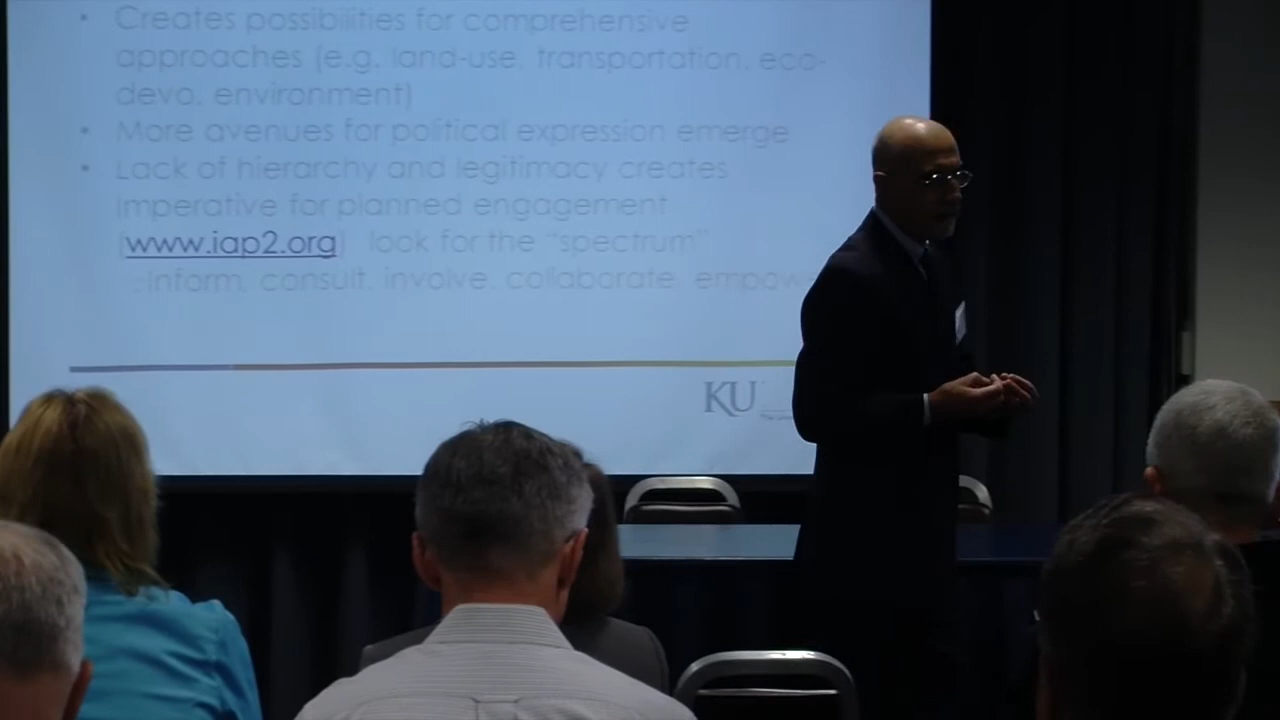 • Creates possibilities for comprehensive
approaches (e.g. land-use, transportation, eco-
devo, environment)
• More avenues for political expression emerge
• Lack of hierarchy and legitimacy creates
imperative for planned engagement
(www.iap2.org) look for the “spectrum”
:Inform, consult, involve, collaborate, empow
KU